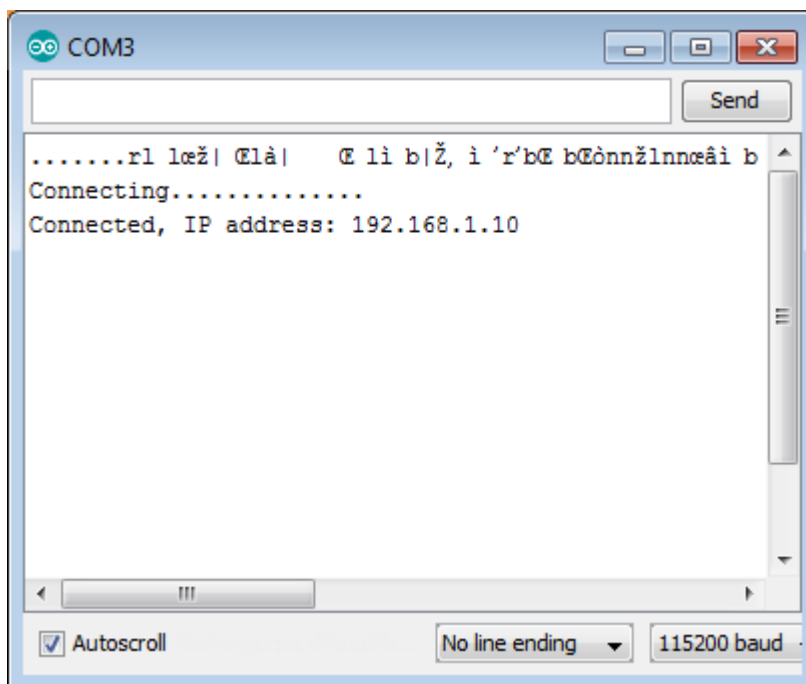 COM3
Send
.......rl lœž| Œlà| Œ lì b|Ž, ì ’r’bŒ bŒònnžlnnœâì b
Connecting..............
Connected, IP address: 192.168.1.10
Autoscroll
No line ending
115200 baud